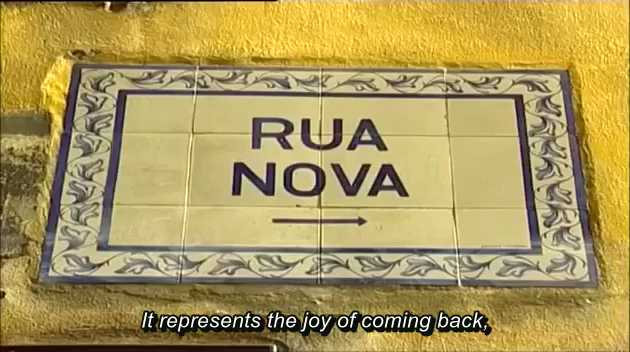 RUA
NOVA
It represents the joy of coming back,